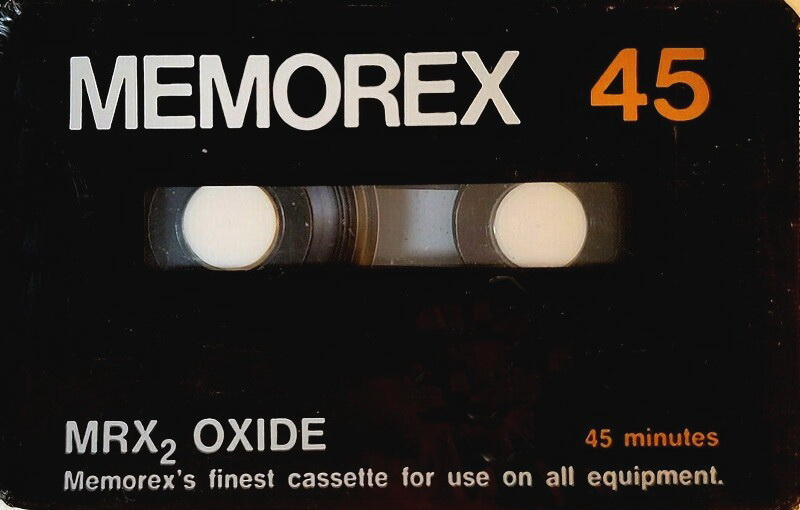 MEMOREX 45
MRX₂ OXIDE
45 minutes
Memorex's finest cassette for use on all equipment.